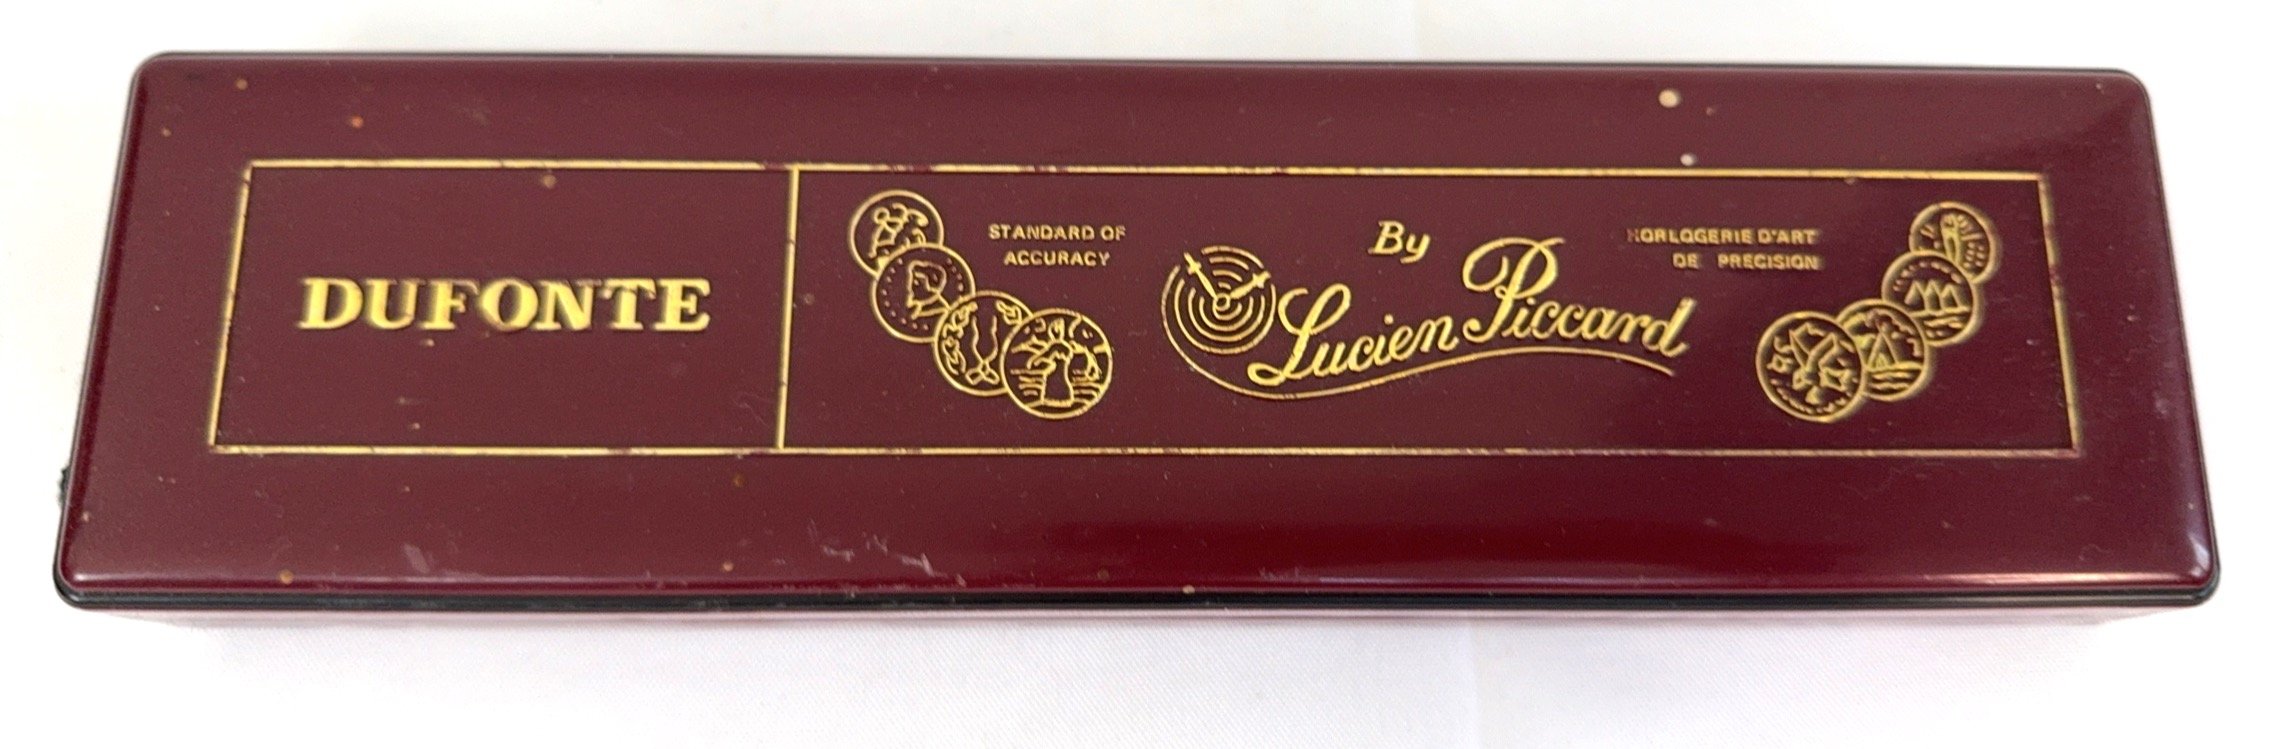 DUFONTE
STANDARD OF
ACCURACY
By
Lucien Piccard
HORLOGERIE D'ART
DE PRECISION